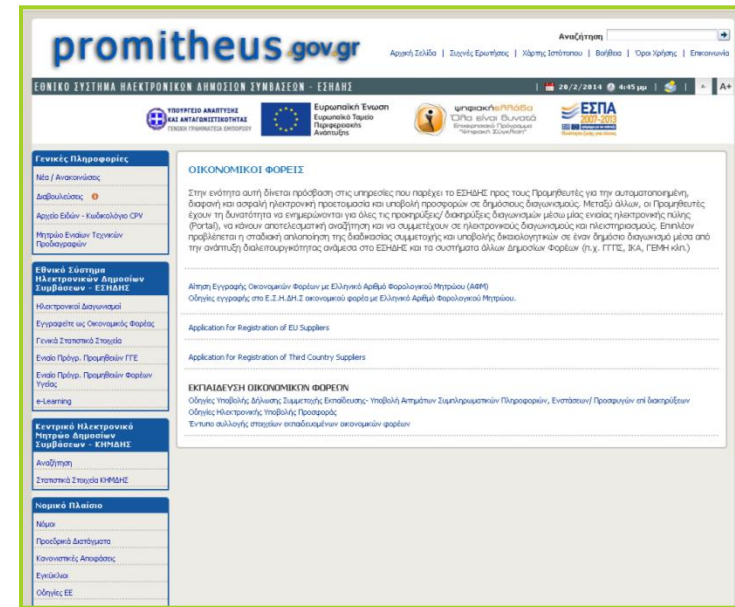 promitheus gov.gr
Αναζήτηση
Αρχική Σελίδα | Συχνές Ερωτήσεις | Χάρτης Ιστότοπου | Βοήθεια | Όροι Χρήσης | Επικοινωνία
ΕΘΝΙΚΟ ΣΥΣΤΗΜΑ ΗΛΕΚΤΡΟΝΙΚΩΝ ΔΗΜΟΣΙΩΝ ΣΥΜΒΑΣΕΩΝ - ΕΣΗΔΗΣ
20/2/2014 4:45 μμ
A+
ΥΠΟΥΡΓΕΙΟ ΑΝΑΠΤΥΞΗΣ
ΚΑΙ ΑΝΤΑΓΩΝΙΣΤΙΚΟΤΗΤΑΣ
ΓΕΝΙΚΗ ΓΡΑΜΜΑΤΕΙΑ ΕΜΠΟΡΙΟΥ
Ευρωπαϊκή Ένωση
Ευρωπαϊκό Ταμείο
Περιφερειακής
Ανάπτυξης
ψηφιακήελλάδα
Όλα είναι δυνατά
Επιχειρησιακό Πρόγραμμα
"Ψηφιακή Σύγκλιση"
ΕΣΠΑ
2007-2013
Γενικές Πληροφορίες
Νέα / Ανακοινώσεις
Διαβουλεύσεις
Αρχείο Ειδών - Κωδικολόγιο CPV
Μητρώο Ενιαίων Τεχνικών
Προδιαγραφών
Εθνικό Σύστημα
Ηλεκτρονικών Δημοσίων
Συμβάσεων - ΕΣΗΔΗΣ
Ηλεκτρονικοί Διαγωνισμοί
Εγγραφείτε ως Οικονομικός Φορέας
Γενικά Στατιστικά Στοιχεία
Ενιαίο Πρόγρ. Προμηθειών ΓΓΕ
Ενιαίο Πρόγρ. Προμηθειών Φορέων
Υγείας
e-Learning
Κεντρικό Ηλεκτρονικό
Μητρώο Δημοσίων
Συμβάσεων - ΚΗΜΔΗΣ
Αναζήτηση
Στατιστικά Στοιχεία ΚΗΜΔΗΣ
Νομικό Πλαίσιο
Νόμοι
Προεδρικά Διατάγματα
Κανονιστικές Αποφάσεις
Εγκύκλιοι
Οδηγίες ΕΕ
ΟΙΚΟΝΟΜΙΚΟΙ ΦΟΡΕΙΣ
Στην ενότητα αυτή δίνεται πρόσβαση στις υπηρεσίες που παρέχει το ΕΣΗΔΗΣ προς τους Προμηθευτές για την αυτοματοποιημένη,
διαφανή και ασφαλή ηλεκτρονική προετοιμασία και υποβολή προσφορών σε δημόσιους διαγωνισμούς. Μεταξύ άλλων, οι Προμηθευτές
έχουν τη δυνατότητα να ενημερώνονται για όλες τις προκηρύξεις/ διακηρύξεις διαγωνισμών μέσω μίας ενιαίας ηλεκτρονικής πύλης
(Portal), να κάνουν αποτελεσματική αναζήτηση και να συμμετέχουν σε ηλεκτρονικούς διαγωνισμούς και πλειστηριασμούς. Επιπλέον
προβλέπεται η σταδιακή απλοποίηση της διαδικασίας συμμετοχής και υποβολής δικαιολογητικών σε έναν δημόσιο διαγωνισμό μέσα από
την ανάπτυξη διαλειτουργικότητας ανάμεσα στο ΕΣΗΔΗΣ και τα συστήματα άλλων Δημοσίων Φορέων (π.χ. ΓΓΠΣ, ΙΚΑ, ΓΕΜΗ κλπ.)
Αίτηση Εγγραφής Οικονομικών Φορέων με Ελληνικό Αριθμό Φορολογικού Μητρώου (ΑΦΜ)
Οδηγίες εγγραφής στο Ε.Σ.Η.ΔΗ.Σ οικονομικού φορέα με Ελληνικό Αριθμό Φορολογικού Μητρώου.
Application for Registration of EU Suppliers
Application for Registration of Third Country Suppliers
ΕΚΠΑΙΔΕΥΣΗ ΟΙΚΟΝΟΜΙΚΩΝ ΦΟΡΕΩΝ
Οδηγίες Υποβολής Δήλωσης Συμμετοχής Εκπαίδευσης- Υποβολή Αιτημάτων Συμπληρωματικών Πληροφοριών, Ενστάσεων/ Προσφυγών επί διακηρύξεων
Οδηγίες Ηλεκτρονικής Υποβολής Προσφοράς
Έντυπο συλλογής στοιχείων εκπαιδευομένων οικονομικών φορέων